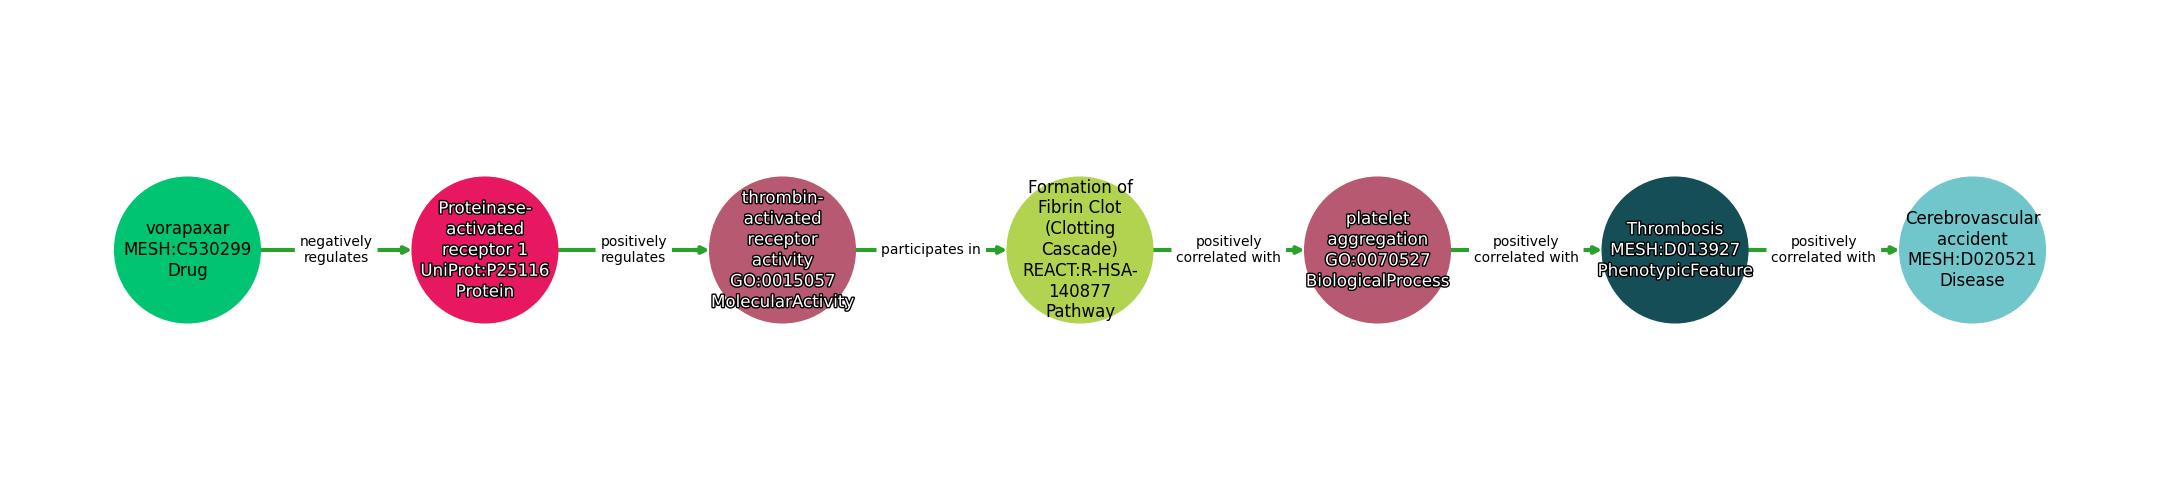 vorapaxar
MESH:C530299
Drug
negatively
regulates
Proteinase-
activated
receptor 1
UniProt:P25116
Protein
positively
regulates
thrombin-
activated
receptor
activity
GO:0015057
MolecularActivity
participates in
Formation of
Fibrin Clot
(Clotting
Cascade)
REACT:R-HSA-
140877
Pathway
positively
correlated with
platelet
aggregation
GO:0070527
BiologicalProcess
positively
correlated with
Thrombosis
MESH:D013927
PhenotypicFeature
positively
correlated with
Cerebrovascular
accident
MESH:D020521
Disease